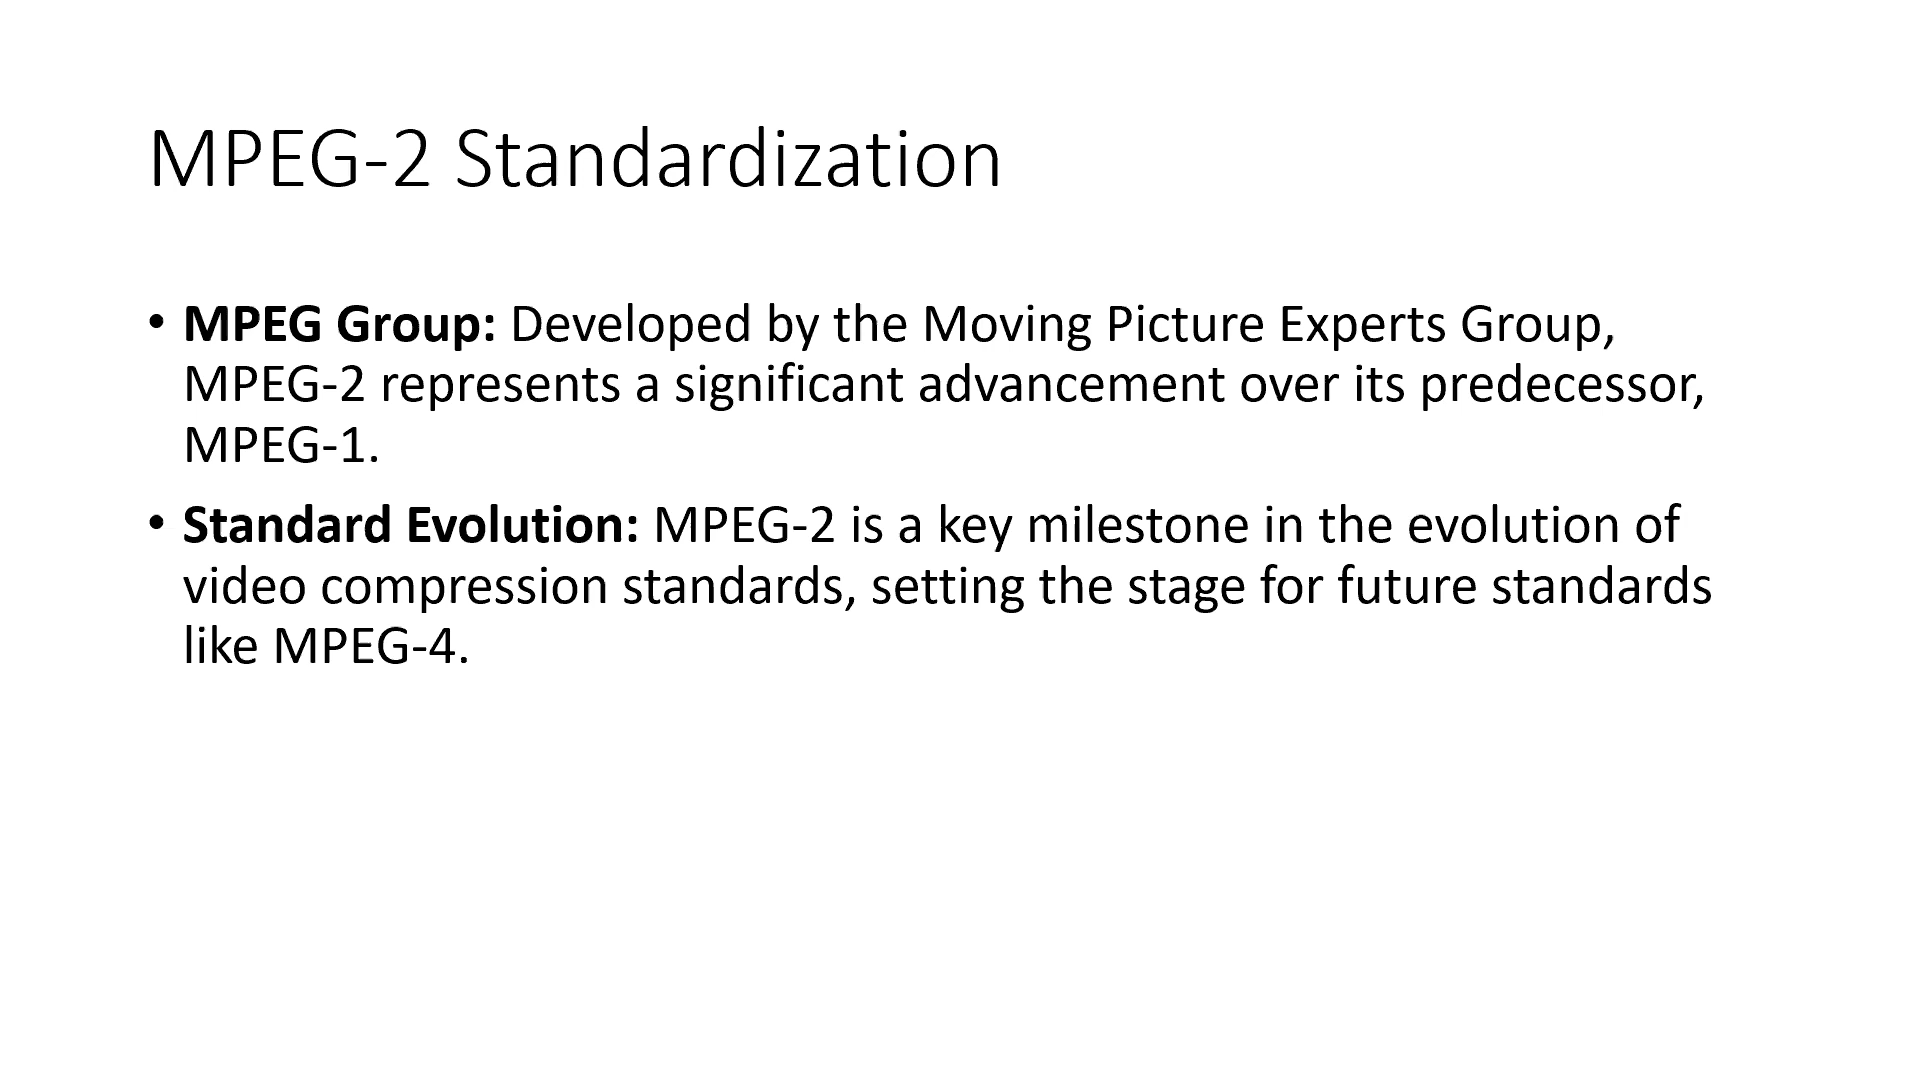 MPEG-2 Standardization
• MPEG Group: Developed by the Moving Picture Experts Group,
MPEG-2 represents a significant advancement over its predecessor,
MPEG-1.
• Standard Evolution: MPEG-2 is a key milestone in the evolution of
video compression standards, setting the stage for future standards
like MPEG-4.